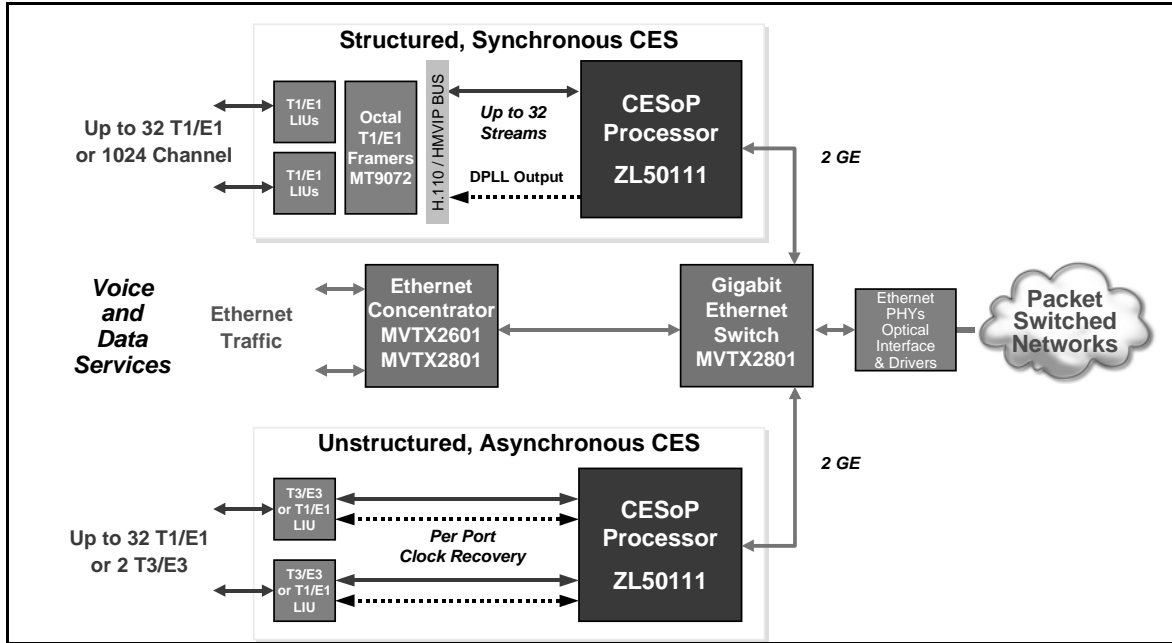 Structured, Synchronous CES
Up to 32 T1/E1
or 1024 Channel
T1/E1
LIUs
T1/E1
LIUs
Octal
T1/E1
Framers
MT9072
H.110 / HMVIP BUS
Up to 32
Streams
DPLL Output
CESoP
Processor
ZL50111
2 GE
Voice
and
Data
Services
Ethernet
Traffic
Ethernet
Concentrator
MVTX2601
MVTX2801
Gigabit
Ethernet
Switch
MVTX2801
Ethernet
PHYs
Optical
Interface
& Drivers
Packet
Switched
Networks
Unstructured, Asynchronous CES
Up to 32 T1/E1
or 2 T3/E3
T3/E3
or T1/E1
LIU
T3/E3
or T1/E1
LIU
Per Port
Clock Recovery
CESoP
Processor
ZL50111
2 GE